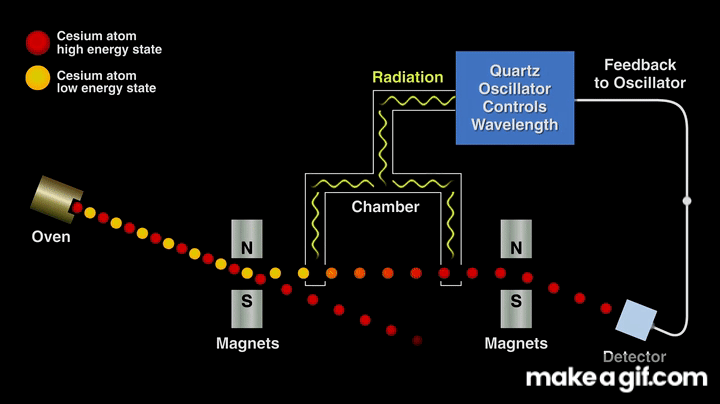 Cesium atom
high energy state
Cesium atom
low energy state
Radiation
Quartz
Oscillator
Controls
Wavelength
Feedback
to Oscillator
Chamber
Oven
N
S
Magnets
N
S
Magnets
Detector
makeagif.com